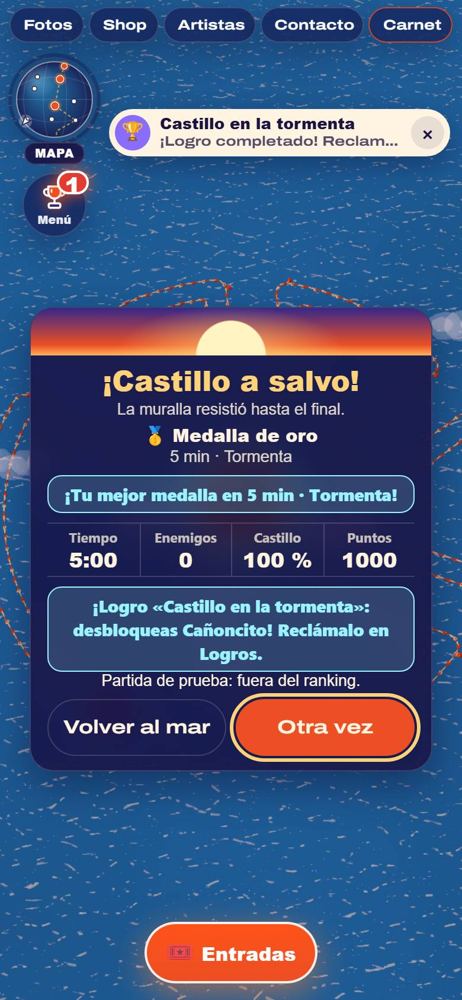 Fotos Shop Artistas Contacto Carnet
MAPA
Castillo en la tormenta
¡Logro completado! Reclam...
×
1
Menú
¡Castillo a salvo!
La muralla resistió hasta el final.
Medalla de oro
5 min · Tormenta
¡Tu mejor medalla en 5 min · Tormenta!
Tiempo Enemigos Castillo Puntos
5:00 0 100 % 1000
¡Logro «Castillo en la tormenta»:
desbloqueas Cañoncito! Reclámalo en
Logros.
Partida de prueba: fuera del ranking.
Volver al mar Otra vez
Entradas